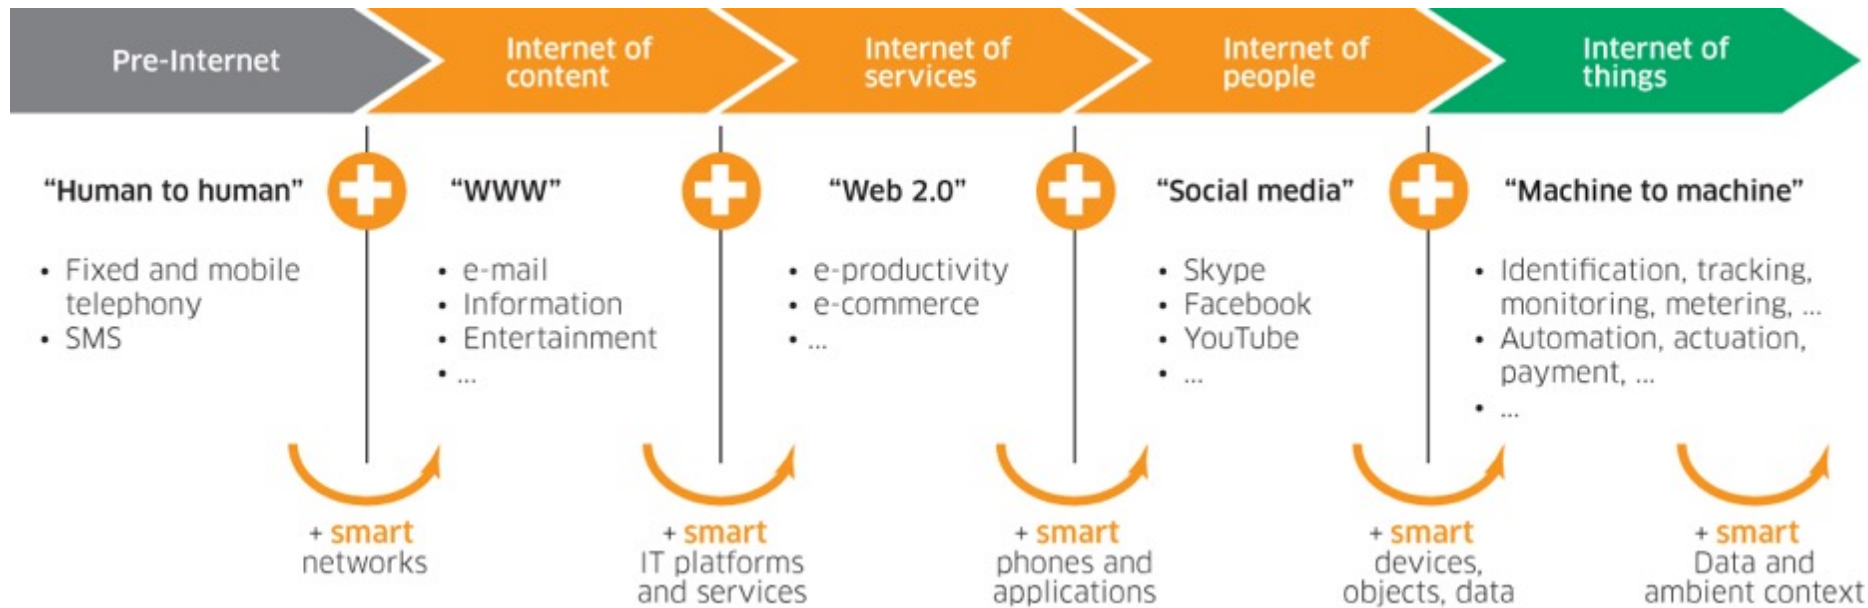 Pre-Internet
Internet of
content
Internet of
services
Internet of
people
Internet of
things
“Human to human”
“WWW”
“Web 2.0”
“Social media”
“Machine to machine”
• Fixed and mobile
telephony
• SMS
• e-mail
• Information
• Entertainment
• ...
• e-productivity
• e-commerce
• ...
• Skype
• Facebook
• YouTube
• ...
• Identification, tracking,
monitoring, metering, ...
• Automation, actuation,
payment, ...
• ...
+ smart
networks
+ smart
IT platforms
and services
+ smart
phones and
applications
+ smart
devices,
objects, data
+ smart
Data and
ambient context